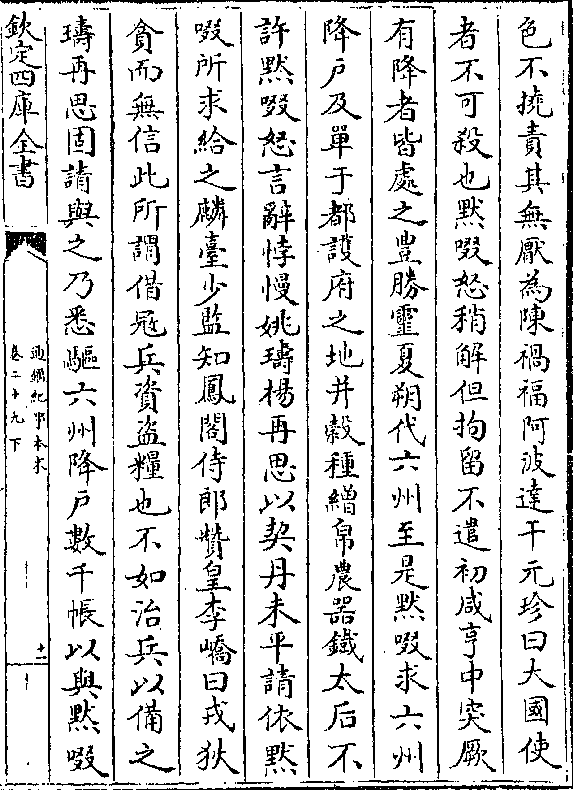 色不撓責其無厭為陳禍福阿波達干元珍曰大國使
者不可殺也默啜怒稍解但拘留不遣初咸亨中突厥
有降者皆處之豐勝靈夏朔代六州至是默啜求六州
降戶及單于都護府之地并穀種繒帛農器鐵太后不
許默啜怒言辭悖慢姚璹楊再思以契丹未平請依默
啜所求給之麟臺少監知鳳閣侍郎贊皇李嶠曰戎狄
貪而無信此所謂借冦兵資盜糧也不如治兵以備之
璹再思固請與之乃悉驅六州降戶數千帳以與默啜
欽定四庫全書
通鑑紀事本末
卷二十九下
十一